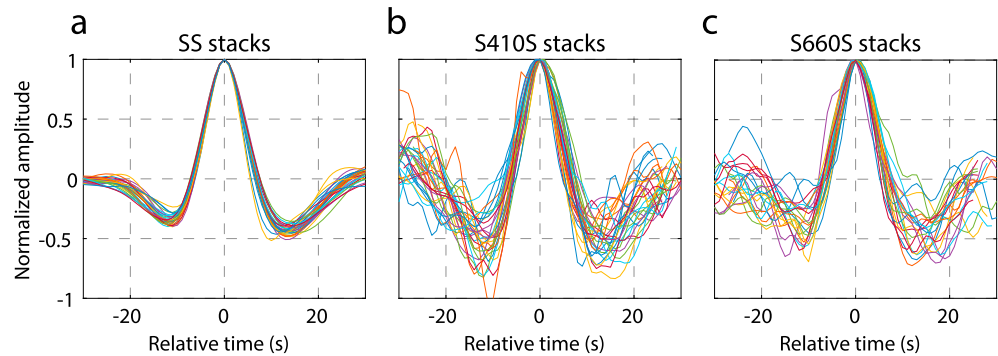 a
SS stacks
b
S410S stacks
c
S660S stacks
Normalized amplitude
1
0.5
0
-0.5
-1
-20
0
20
-20
0
20
-20
0
20
Relative time (s)
Relative time (s)
Relative time (s)